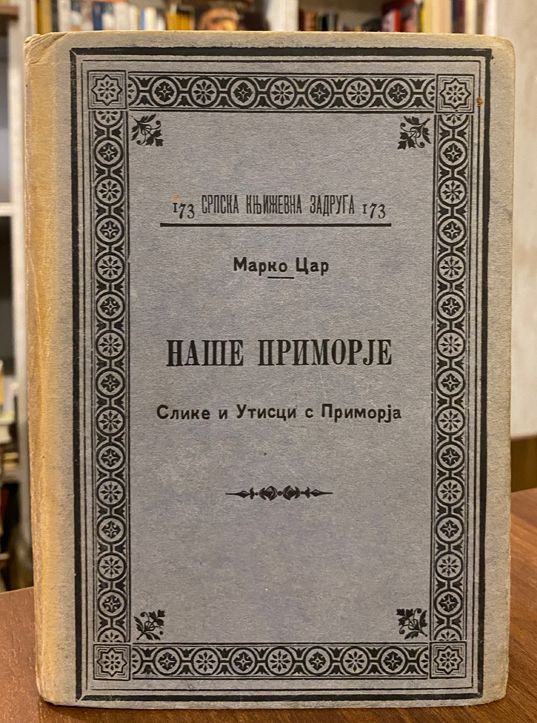 173 СРПСКА КЊИЖЕВНА ЗАДРУГА 173
Марко Цар
НАШЕ ПРИМОРЈЕ
Слике и Утисци с Приморја